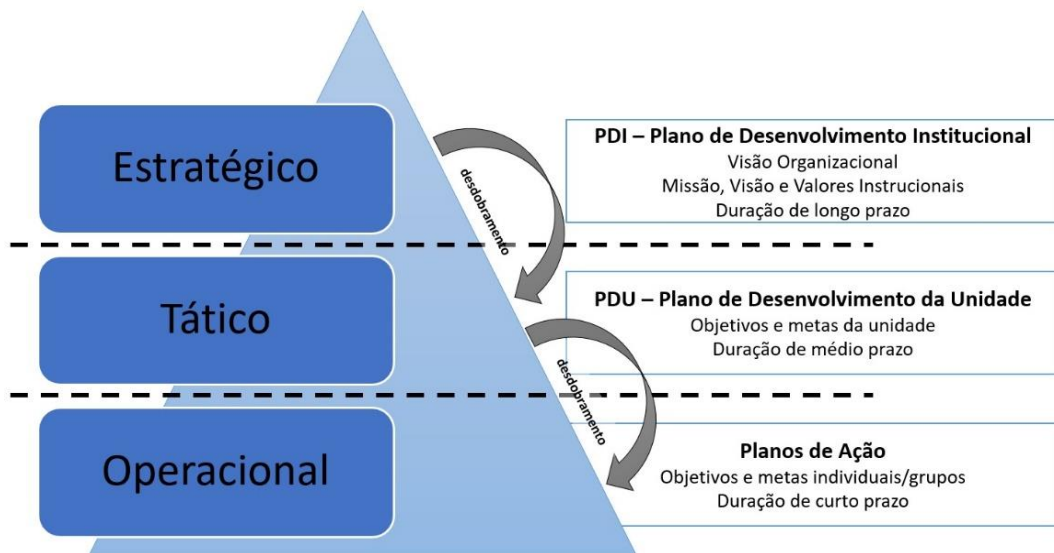 Estratégico
desdobramento
PDI – Plano de Desenvolvimento Institucional
Visão Organizacional
Missão, Visão e Valores Instrucionais
Duração de longo prazo
Tático
desdobramento
PDU – Plano de Desenvolvimento da Unidade
Objetivos e metas da unidade
Duração de médio prazo
Operacional
Planos de Ação
Objetivos e metas individuais/grupos
Duração de curto prazo